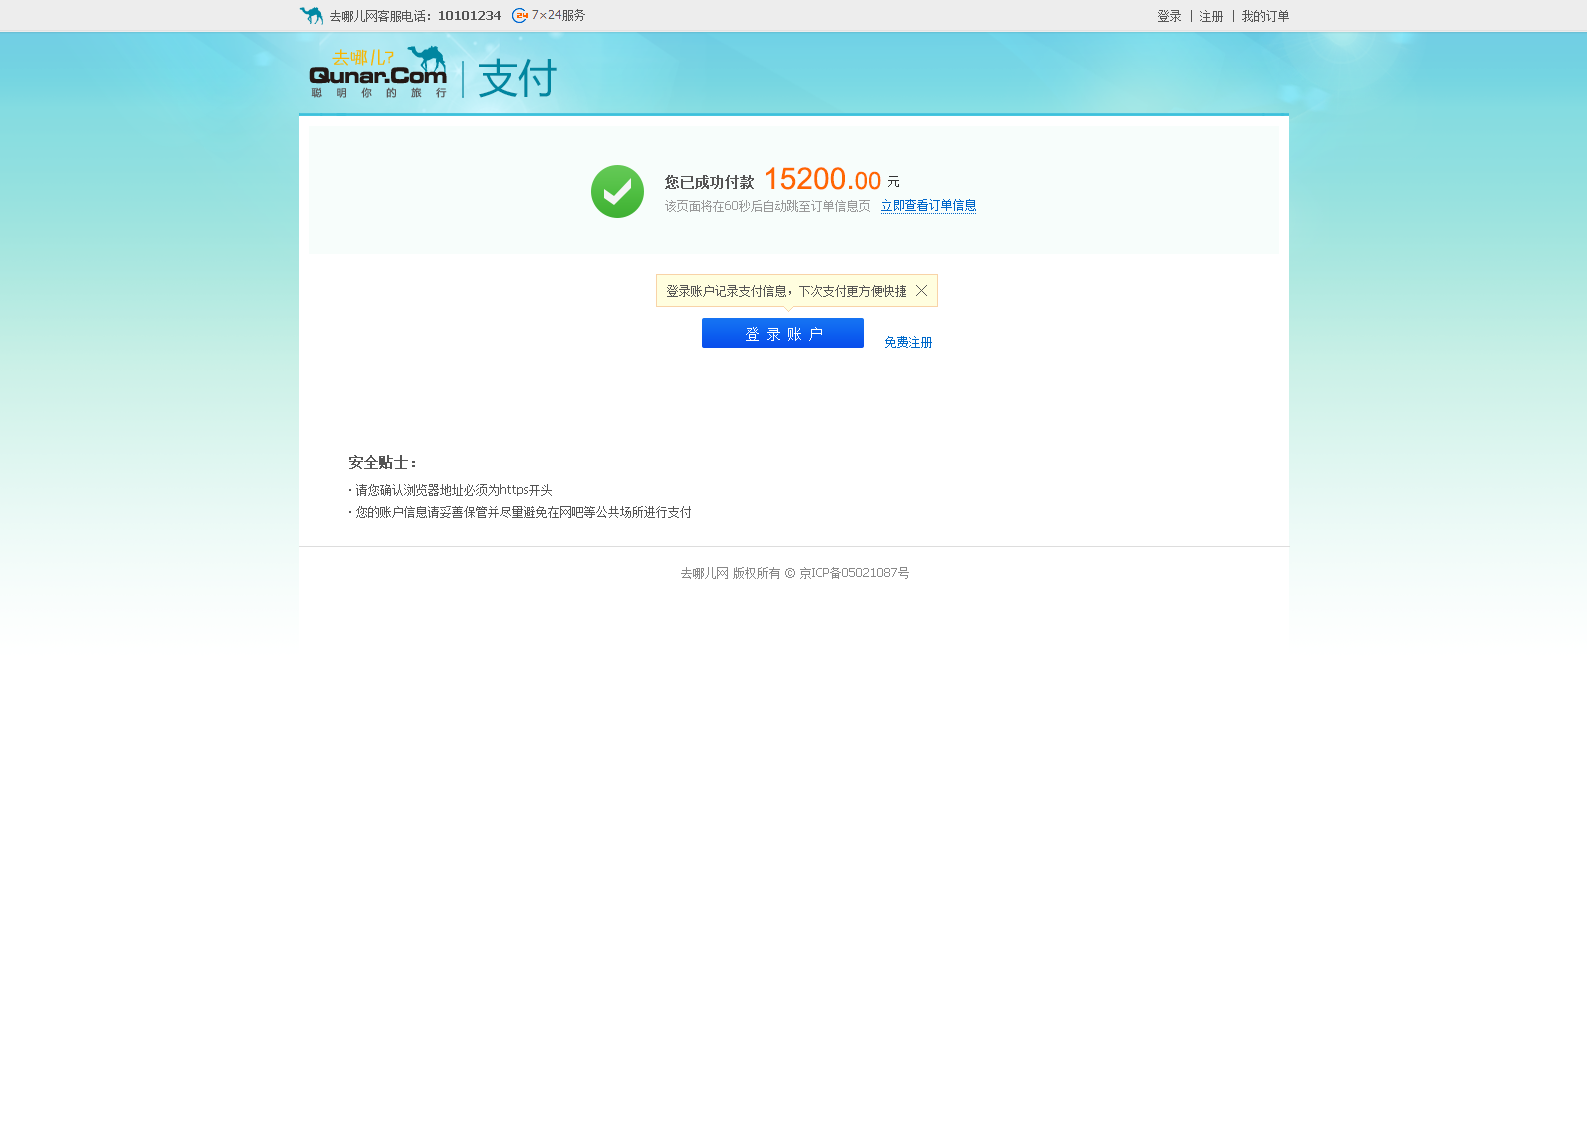 去哪儿网客服电话：10101234 24 7×24服务
登录 | 注册 | 我的订单
去哪儿?
Qunar.Com | 支付
聪明你的旅行
您已成功付款 15200.00 元
该页面将在60秒后自动跳至订单信息页 立即查看订单信息
登录账户记录支付信息，下次支付更方便快捷
登录账户 免费注册
安全贴士：
· 请您确认浏览器地址必须为https开头
· 您的账户信息请妥善保管并尽量避免在网吧等公共场所进行支付
去哪儿网 版权所有 © 京ICP备05021087号